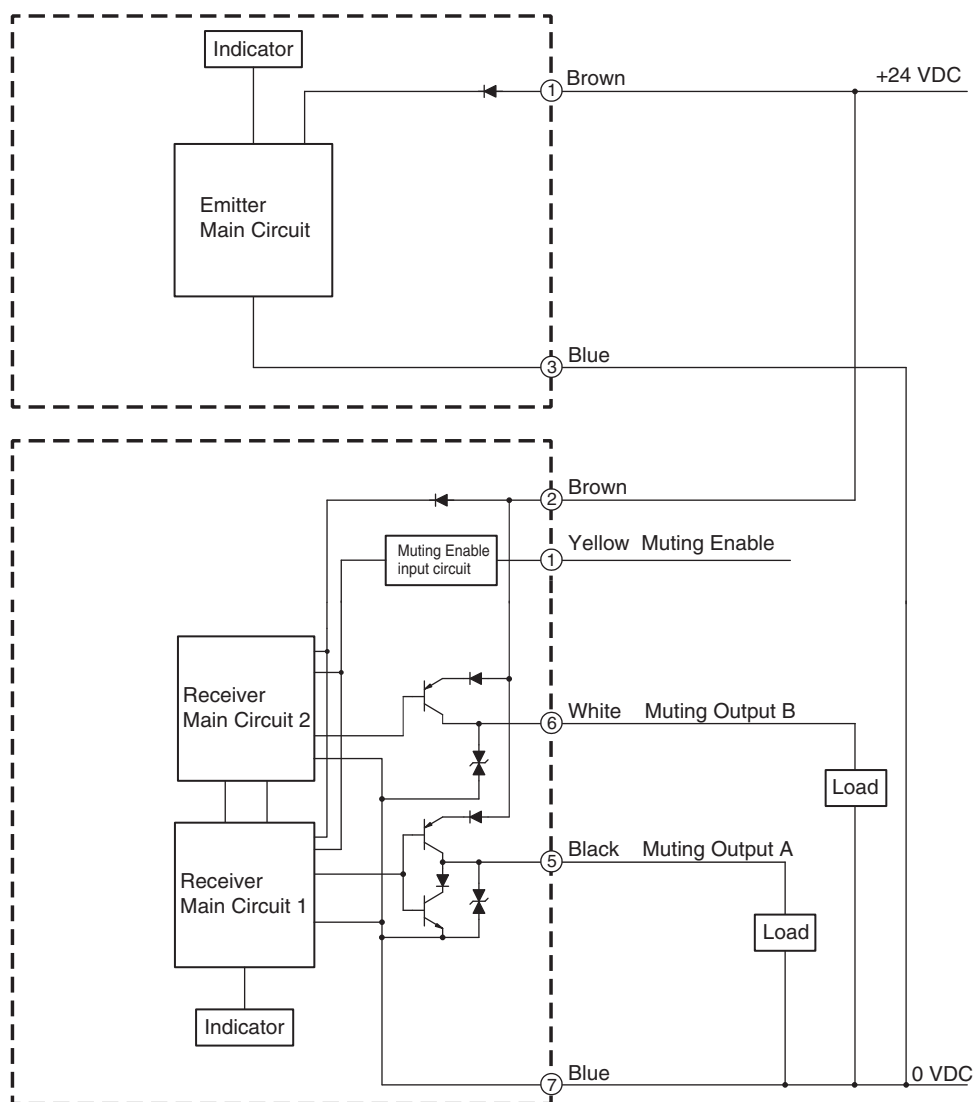 Indicator
1
Brown
+24 VDC
Emitter
Main Circuit
3
Blue
2
Brown
Muting Enable
input circuit
1
Yellow Muting Enable
Receiver
Main Circuit 2
6
White Muting Output B
Load
Receiver
Main Circuit 1
5
Black Muting Output A
Load
Indicator
7
Blue
0 VDC